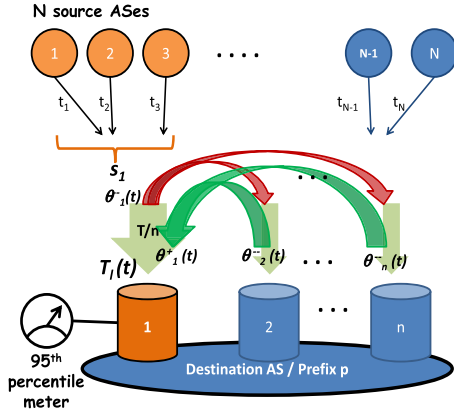 N source ASes
1 2 3 . . . . N-1 N
t1 t2 t3 tN-1 tN
s1
θ-1(t) . . .
T/n
θ+1(t) θ--2(t) . . . θ--n(t)
Tl(t)
1 2 . . . n
95th
percentile
meter
Destination AS / Prefix p